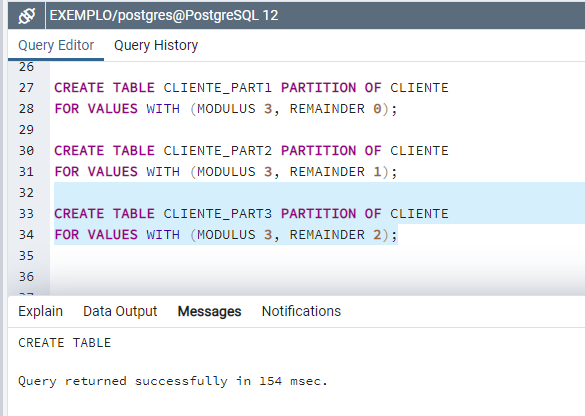 EXEMPLO/postgres@PostgreSQL 12
Query Editor Query History
26
27 CREATE TABLE CLIENTE_PART1 PARTITION OF CLIENTE
28 FOR VALUES WITH (MODULUS 3, REMAINDER 0);
29
30 CREATE TABLE CLIENTE_PART2 PARTITION OF CLIENTE
31 FOR VALUES WITH (MODULUS 3, REMAINDER 1);
32
33 CREATE TABLE CLIENTE_PART3 PARTITION OF CLIENTE
34 FOR VALUES WITH (MODULUS 3, REMAINDER 2);
35
36
37
Explain Data Output Messages Notifications
CREATE TABLE
Query returned successfully in 154 msec.